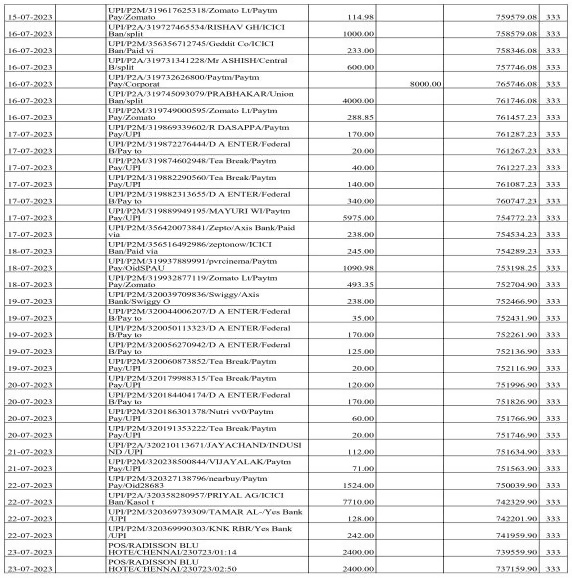 UPI/P2M/319617625318/Zomato Lt/Paytm
15-07-2023 Pay/Zomato 114.98 759579.08 333
UPI/P2A/319727465534/RISHAV GH/ICICI
16-07-2023 Ban/split 1000.00 758579.08 333
UPI/P2M/356356712745/Geddit Co/ICICI
16-07-2023 Ban/Paid vi 233.00 758346.08 333
UPI/P2A/319731341228/Mr ASHISH/Central
16-07-2023 B/split 600.00 757746.08 333
UPI/P2A/319732626800/Paytm/Paytm
16-07-2023 Pay/Corporat 8000.00 765746.08 333
UPI/P2A/319745093079/PRABHAKAR/Union
16-07-2023 Ban/split 4000.00 761746.08 333
UPI/P2M/319749000595/Zomato Lt/Paytm
16-07-2023 Pay/Zomato 288.85 761457.23 333
UPI/P2M/319869339602/R DASAPPA/Paytm
17-07-2023 Pay/UPI 170.00 761287.23 333
UPI/P2M/319872276444/D A ENTER/Federal
17-07-2023 B/Pay to 20.00 761267.23 333
UPI/P2M/319874602948/Tea Break/Paytm
17-07-2023 Pay/UPI 40.00 761227.23 333
UPI/P2M/319882290560/Tea Break/Paytm
17-07-2023 Pay/UPI 140.00 761087.23 333
UPI/P2M/319882313655/D A ENTER/Federal
17-07-2023 B/Pay to 340.00 760747.23 333
UPI/P2M/319889949195/MAYURI WI/Paytm
17-07-2023 Pay/UPI 5975.00 754772.23 333
UPI/P2M/356420073841/Zepto/Axis Bank/Paid
17-07-2023 via 238.00 754534.23 333
UPI/P2M/356516492986/zeptonow/ICICI
18-07-2023 Ban/Paid via 245.00 754289.23 333
UPI/P2M/319937889991/pvrcinema/Paytm
18-07-2023 Pay/OidSPAU 1090.98 753198.25 333
UPI/P2M/319932877119/Zomato Lt/Paytm
18-07-2023 Pay/Zomato 493.35 752704.90 333
UPI/P2M/320039709836/Swiggy/Axis
19-07-2023 Bank/Swiggy O 238.00 752466.90 333
UPI/P2M/320044006207/D A ENTER/Federal
19-07-2023 B/Pay to 35.00 752431.90 333
UPI/P2M/320050113323/D A ENTER/Federal
19-07-2023 B/Pay to 170.00 752261.90 333
UPI/P2M/320056270942/D A ENTER/Federal
19-07-2023 B/Pay to 125.00 752136.90 333
UPI/P2M/320060873852/Tea Break/Paytm
19-07-2023 Pay/UPI 20.00 752116.90 333
UPI/P2M/320179988315/Tea Break/Paytm
20-07-2023 Pay/UPI 120.00 751996.90 333
UPI/P2M/320184404174/D A ENTER/Federal
20-07-2023 B/Pay to 170.00 751826.90 333
UPI/P2M/320186301378/Nutri vv0/Paytm
20-07-2023 Pay/UPI 60.00 751766.90 333
UPI/P2M/320191353222/Tea Break/Paytm
20-07-2023 Pay/UPI 20.00 751746.90 333
UPI/P2A/320210113671/JAYACHAND/INDUSI
21-07-2023 ND /UPI 112.00 751634.90 333
UPI/P2M/320238500844/VIJAYALAK/Paytm
21-07-2023 Pay/UPI 71.00 751563.90 333
UPI/P2M/320327138796/nearbuy/Paytm
22-07-2023 Pay/Oid28683 1524.00 750039.90 333
UPI/P2A/320358280957/PRIYAL AG/ICICI
22-07-2023 Ban/Kasol t 7710.00 742329.90 333
UPI/P2M/320369739309/TAMAR AL~/Yes Bank
22-07-2023 /UPI 128.00 742201.90 333
UPI/P2M/320369990303/KNK RBR/Yes Bank
22-07-2023 /UPI 242.00 741959.90 333
POS/RADISSON BLU
23-07-2023 HOTE/CHENNAI/230723/01:14 2400.00 739559.90 333
POS/RADISSON BLU
23-07-2023 HOTE/CHENNAI/230723/02:50 2400.00 737159.90 333